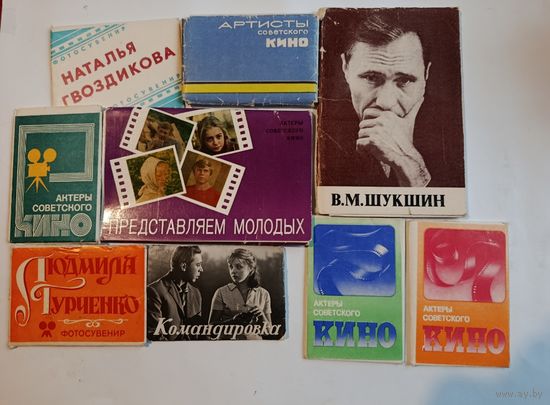 ФОТОСУВЕНИР
НАТАЛЬЯ
ГВОЗДИКОВА
ФОТОСУВЕНИР
АРТИСТЫ
СОВЕТСКОГО
КИНО
В.М.ШУКШИН
АКТЕРЫ
СОВЕТСКОГО
КИНО
АКТЕРЫ
СОВЕТСКОГО
КИНО
ПРЕДСТАВЛЯЕМ МОЛОДЫХ
ЛЮДМИЛА
ГУРЧЕНКО
ФОТОСУВЕНИР
Командировка
АКТЕРЫ
СОВЕТСКОГО
КИНО
АКТЕРЫ
СОВЕТСКОГО
КИНО
www.ay.by